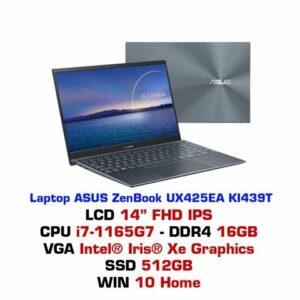 ASUS
Laptop ASUS ZenBook UX425EA KI439T
LCD 14” FHD IPS
CPU i7-1165G7 - DDR4 16GB
VGA Intel® Iris® Xe Graphics
SSD 512GB
WIN 10 Home